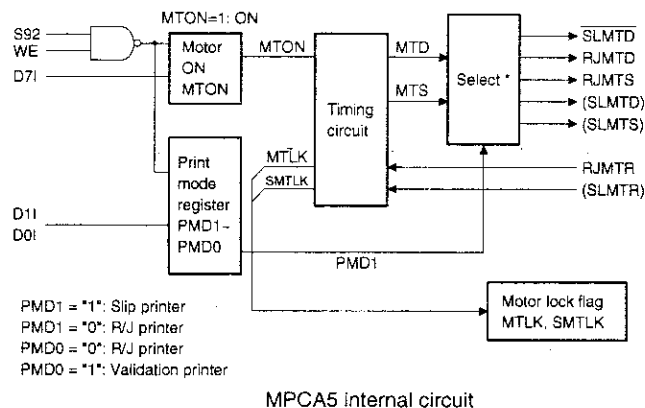 MTON=1: ON
S92
WE
D7I
Motor
ON
MTON
MTON
Timing
circuit
MTD
MTS
Select *
SLMTD
RJMTD
RJMTS
(SLMTD)
(SLMTS)
RJMTR
(SLMTR)
MTLK
SMTLK
Print
mode
register
PMD1~
PMD0
D1I
D0I
PMD1
Motor lock flag
MTLK, SMTLK
PMD1 = "1": Slip printer
PMD1 = "0": R/J printer
PMD0 = "0": R/J printer
PMD0 = "1": Validation printer
MPCA5 internal circuit